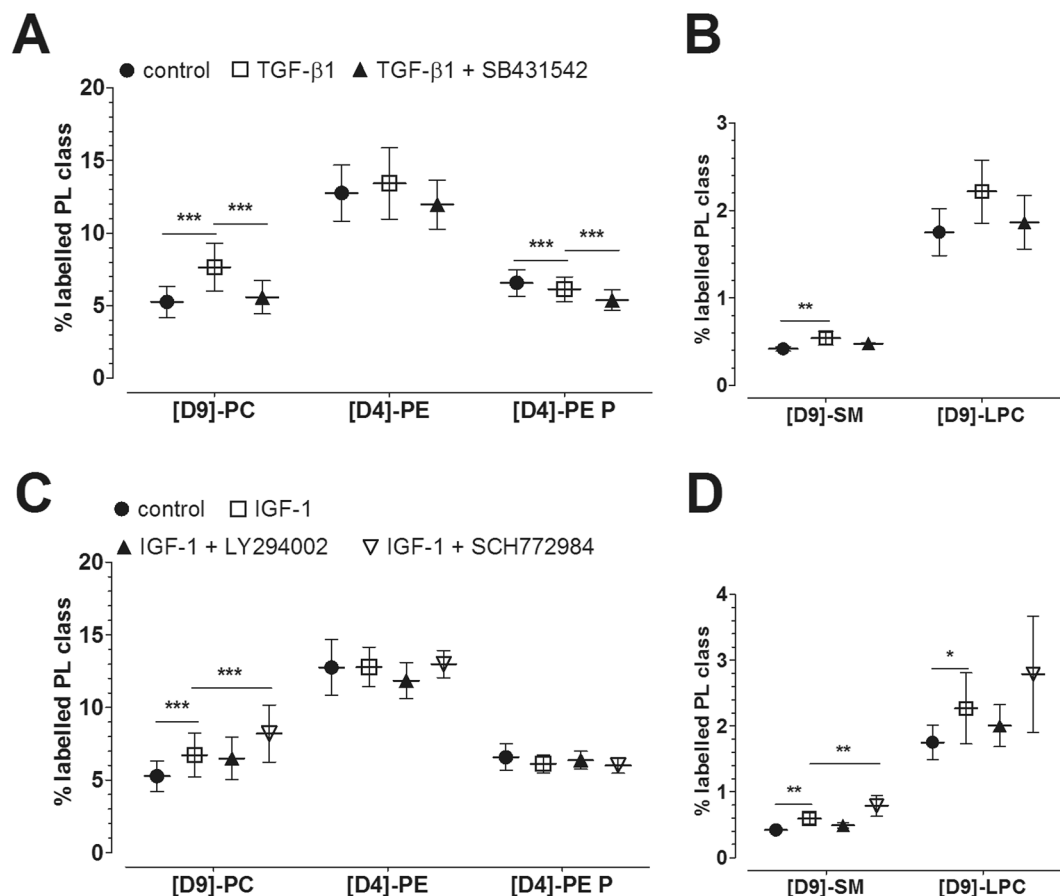 A
● control □ TGF-β1 ▲ TGF-β1 + SB431542
% labelled PL class
20
15
10
5
0
*** ***
*** ***
[D9]-PC [D4]-PE [D4]-PE P
B
% labelled PL class
3
2
1
0
**
[D9]-SM [D9]-LPC
C
● control □ IGF-1
▲ IGF-1 + LY294002 ▽ IGF-1 + SCH772984
% labelled PL class
20
15
10
5
0
***
***
[D9]-PC [D4]-PE [D4]-PE P
D
% labelled PL class
4
3
2
1
0
*
**
**
[D9]-SM [D9]-LPC